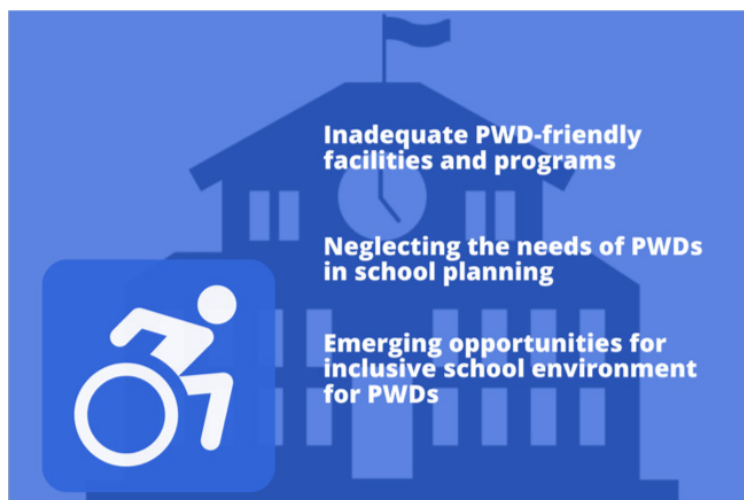 Inadequate PWD-friendly
facilities and programs
Neglecting the needs of PWDs
in school planning
Emerging opportunities for
inclusive school environment
for PWDs